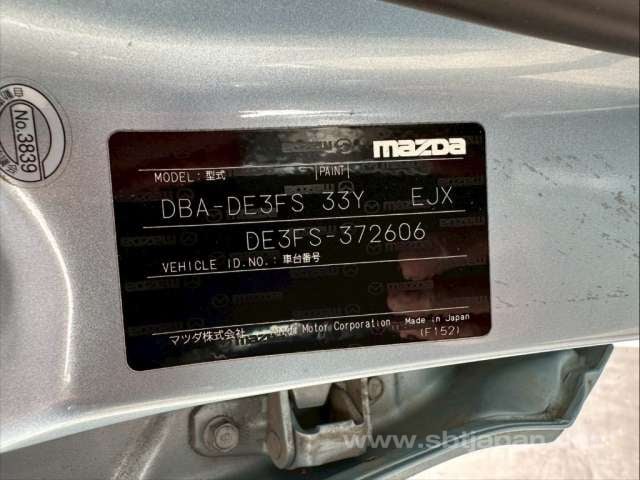 No.3839
mazda
MODEL: 型式 PAINT
DBA-DE3FS 33Y EJX
DE3FS-372606
VEHICLE ID.NO.: 車台番号
マツダ株式会社 Motor Corporation Made in Japan
(F152)
www.sbtjapan.com